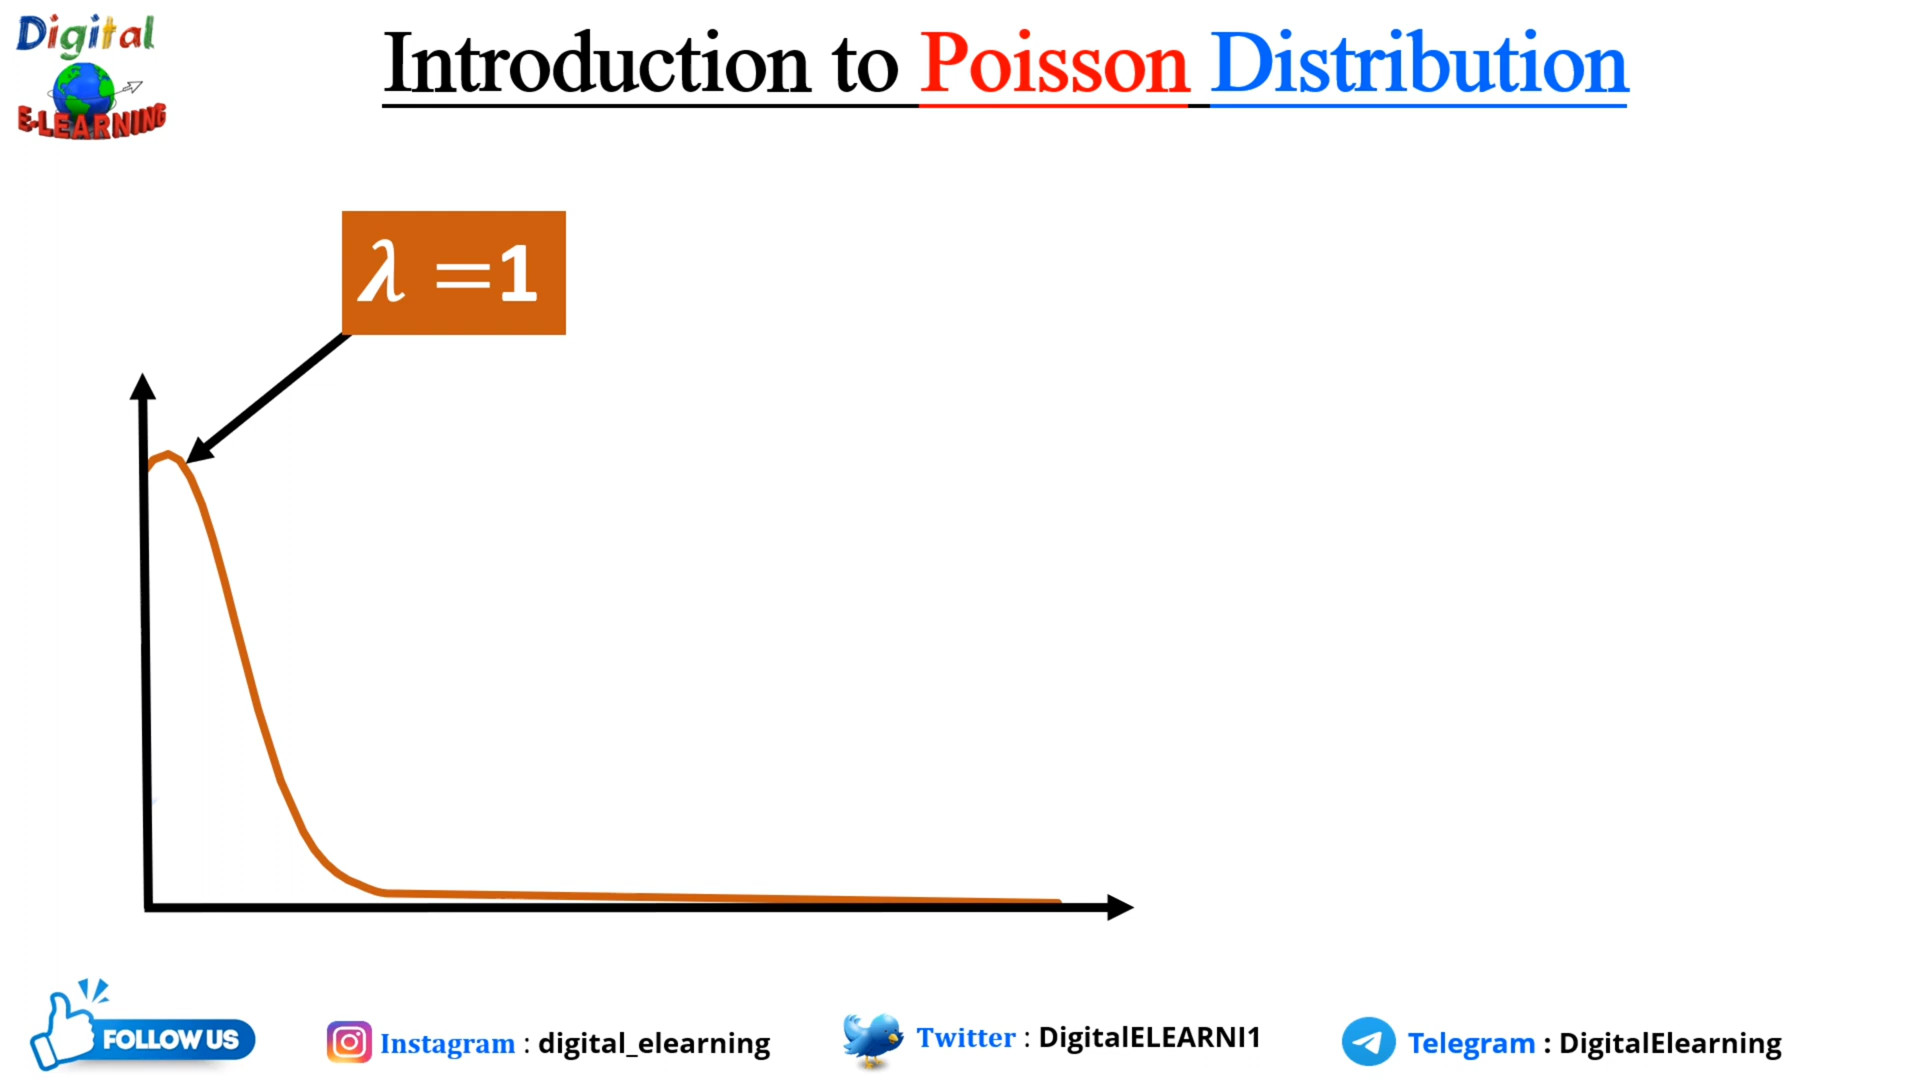 Digital
E-LEARNING
Introduction to Poisson Distribution
λ =1
FOLLOW US
Instagram : digital_elearning
Twitter : DigitalELEARNI1
Telegram : DigitalElearning